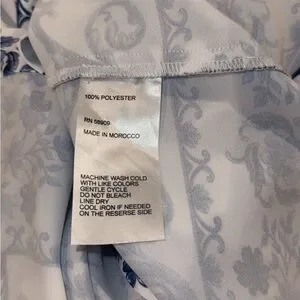 100% POLYESTER
RN 56909
MADE IN MOROCCO
MACHINE WASH COLD
WITH LIKE COLORS
GENTLE CYCLE
DO NOT BLEACH
LINE DRY
COOL IRON IF NEEDED
ON THE RESERSE SIDE